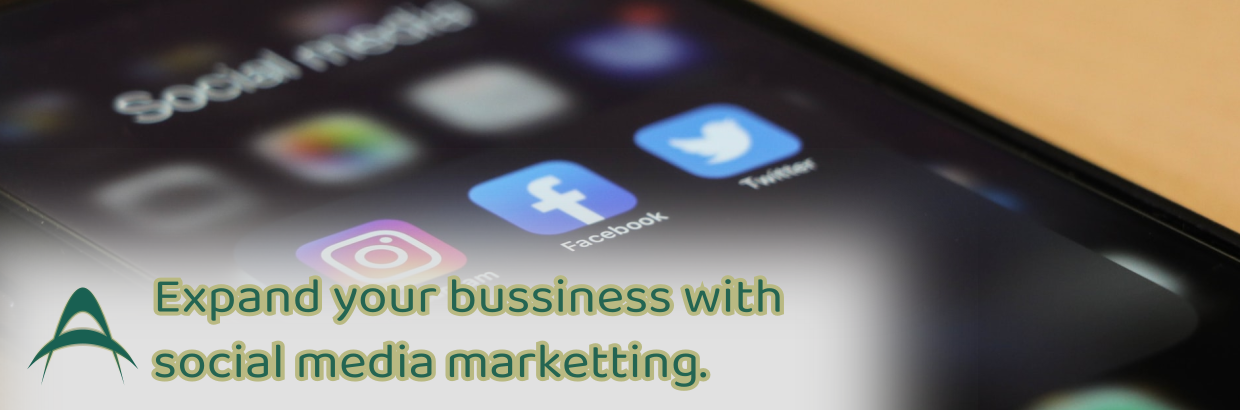 Social media
Twitter
Facebook
Expand your bussiness with
social media marketting.